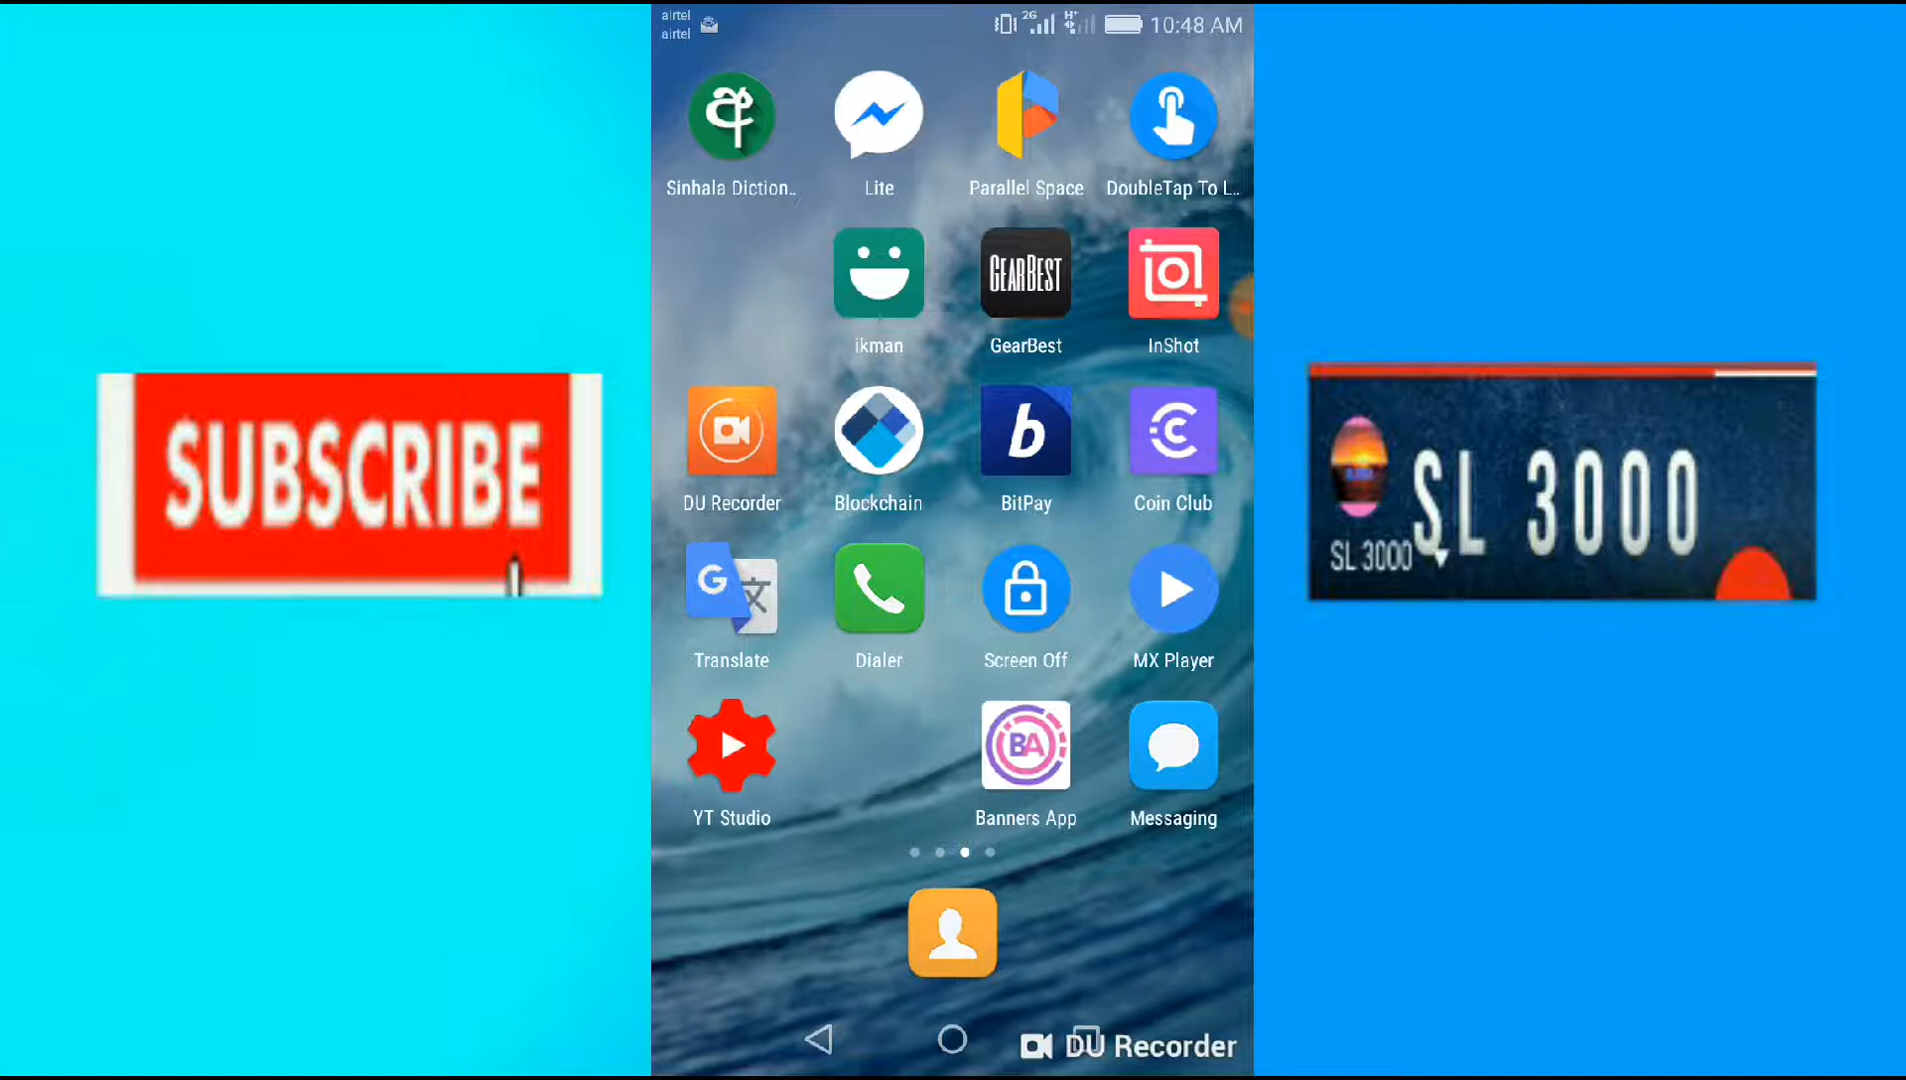 airtel
airtel
2G
H+
10:48 AM
අ
Sinhala Diction..
Lite
Parallel Space
DoubleTap To L..
GEARBEST
ikman
GearBest
InShot
b
C
DU Recorder
Blockchain
BitPay
Coin Club
G
文
Translate
Dialer
Screen Off
MX Player
BA
YT Studio
Banners App
Messaging
DU Recorder
SUBSCRIBE
SL 3000
SL 3000